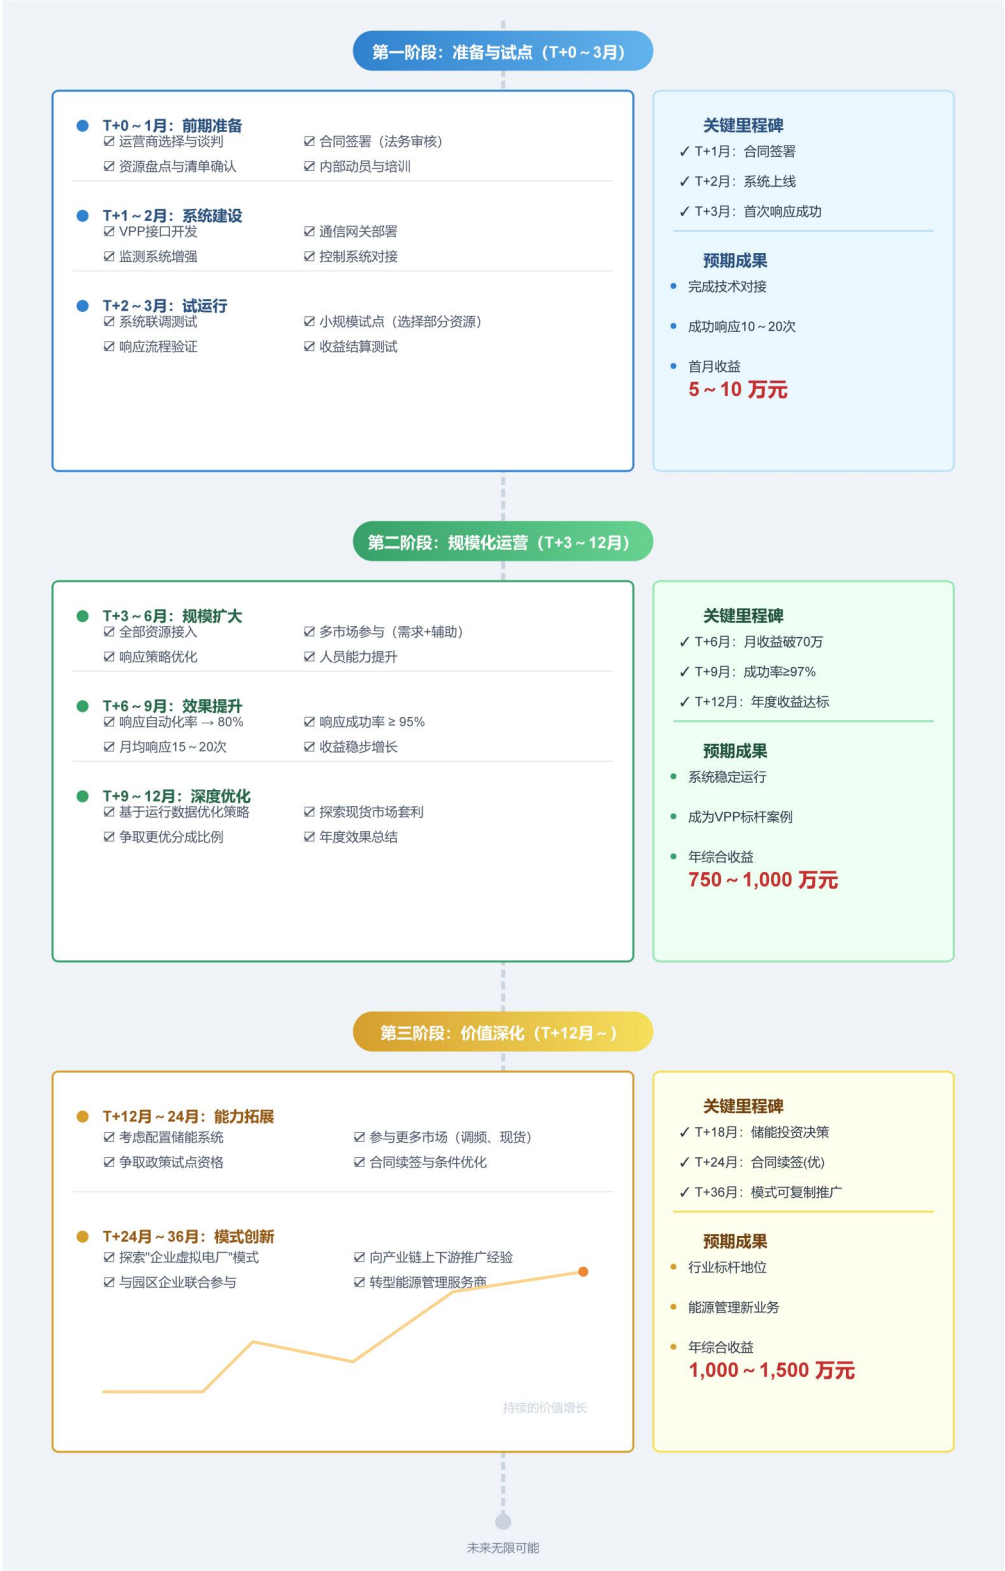 第一阶段：准备与试点（T+0～3月）
T+0～1月：前期准备
☑ 运营商选择与谈判
☑ 合同签署（法务审核）
☑ 资源盘点与清单确认
☑ 内部动员与培训
T+1～2月：系统建设
☑ VPP接口开发
☑ 通信网关部署
☑ 监测系统增强
☑ 控制系统对接
T+2～3月：试运行
☑ 系统联调测试
☑ 小规模试点（选择部分资源）
☑ 响应流程验证
☑ 收益结算测试
关键里程碑
✓ T+1月：合同签署
✓ T+2月：系统上线
✓ T+3月：首次响应成功
预期成果
完成技术对接
成功响应10～20次
首月收益
5～10 万元
第二阶段：规模化运营（T+3～12月）
T+3～6月：规模扩大
☑ 全部资源接入
☑ 多市场参与（需求+辅助）
☑ 响应策略优化
☑ 人员能力提升
T+6～9月：效果提升
☑ 响应自动化率 → 80%
☑ 响应成功率 ≥ 95%
☑ 月均响应15～20次
☑ 收益稳步增长
T+9～12月：深度优化
☑ 基于运行数据优化策略
☑ 探索现货市场套利
☑ 争取更优分成比例
☑ 年度效果总结
关键里程碑
✓ T+6月：月收益破70万
✓ T+9月：成功率≥97%
✓ T+12月：年度收益达标
预期成果
系统稳定运行
成为VPP标杆案例
年综合收益
750～1,000 万元
第三阶段：价值深化（T+12月～）
T+12月～24月：能力拓展
☑ 考虑配置储能系统
☑ 参与更多市场（调频、现货）
☑ 争取政策试点资格
☑ 合同续签与条件优化
T+24月～36月：模式创新
☑ 探索"企业虚拟电厂"模式
☑ 向产业链上下游推广经验
☑ 与园区企业联合参与
☑ 转型能源管理服务商
持续的价值增长
关键里程碑
✓ T+18月：储能投资决策
✓ T+24月：合同续签(优)
✓ T+36月：模式可复制推广
预期成果
行业标杆地位
能源管理新业务
年综合收益
1,000～1,500 万元
未来无限可能